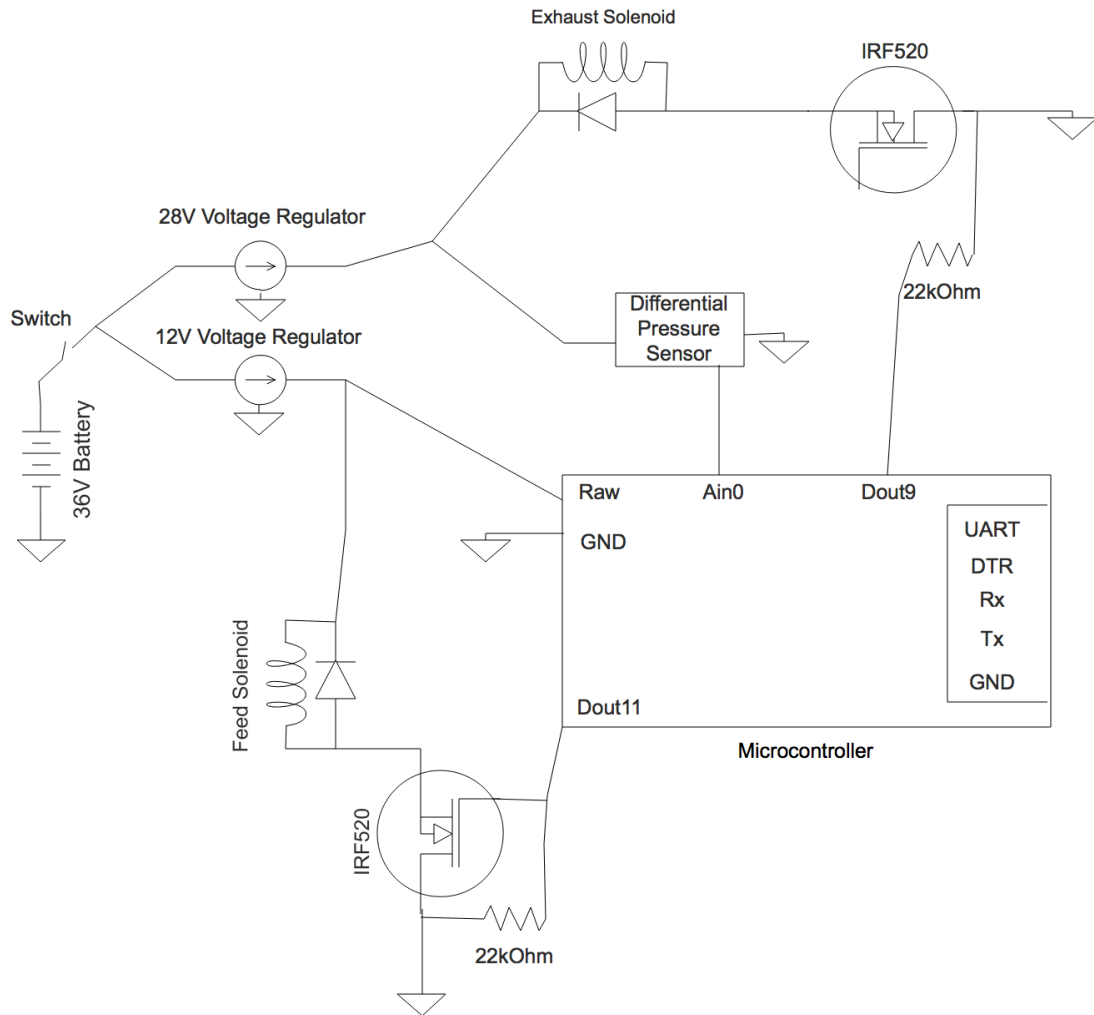 Exhaust Solenoid
IRF520
28V Voltage Regulator
22kOhm
Switch
12V Voltage Regulator
Differential
Pressure
Sensor
36V Battery
Raw
Ain0
Dout9
GND
UART
DTR
Rx
Tx
GND
Feed Solenoid
Dout11
Microcontroller
IRF520
22kOhm